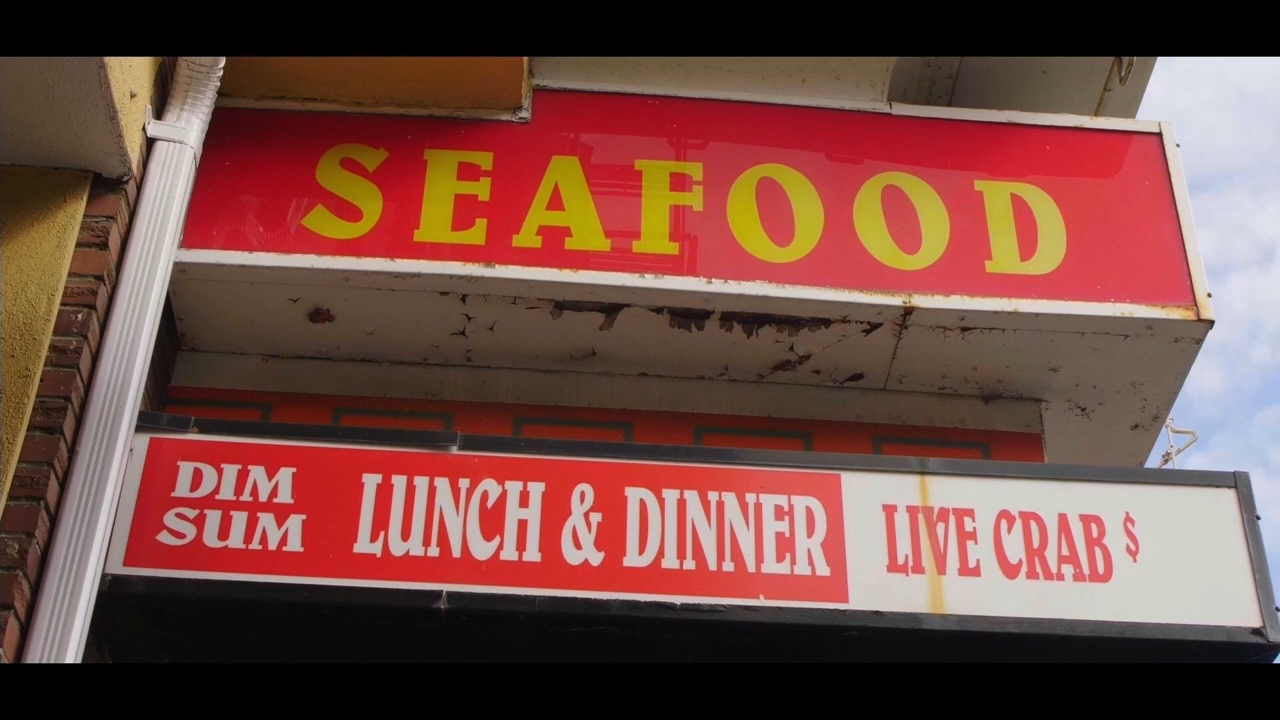 SEAFOOD
DIM
SUM
LUNCH & DINNER
LIVE CRAB $